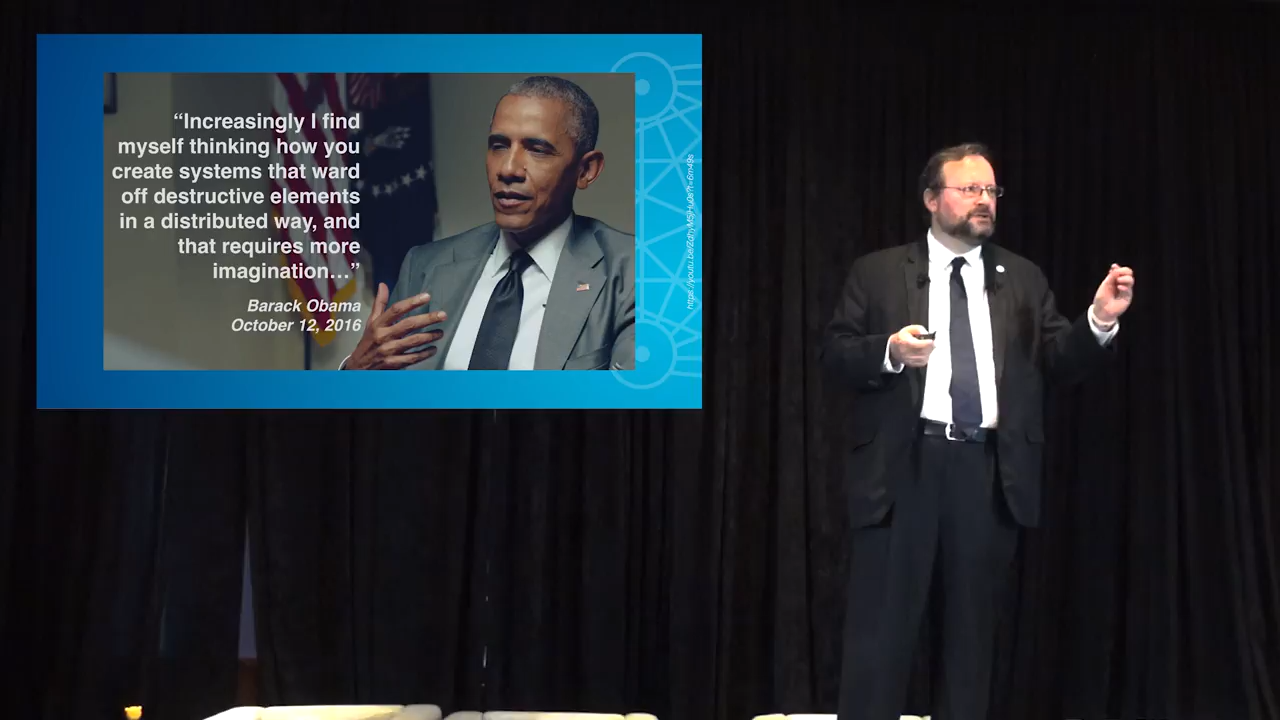 “Increasingly I find
myself thinking how you
create systems that ward
off destructive elements
in a distributed way, and
that requires more
imagination…”
Barack Obama
October 12, 2016